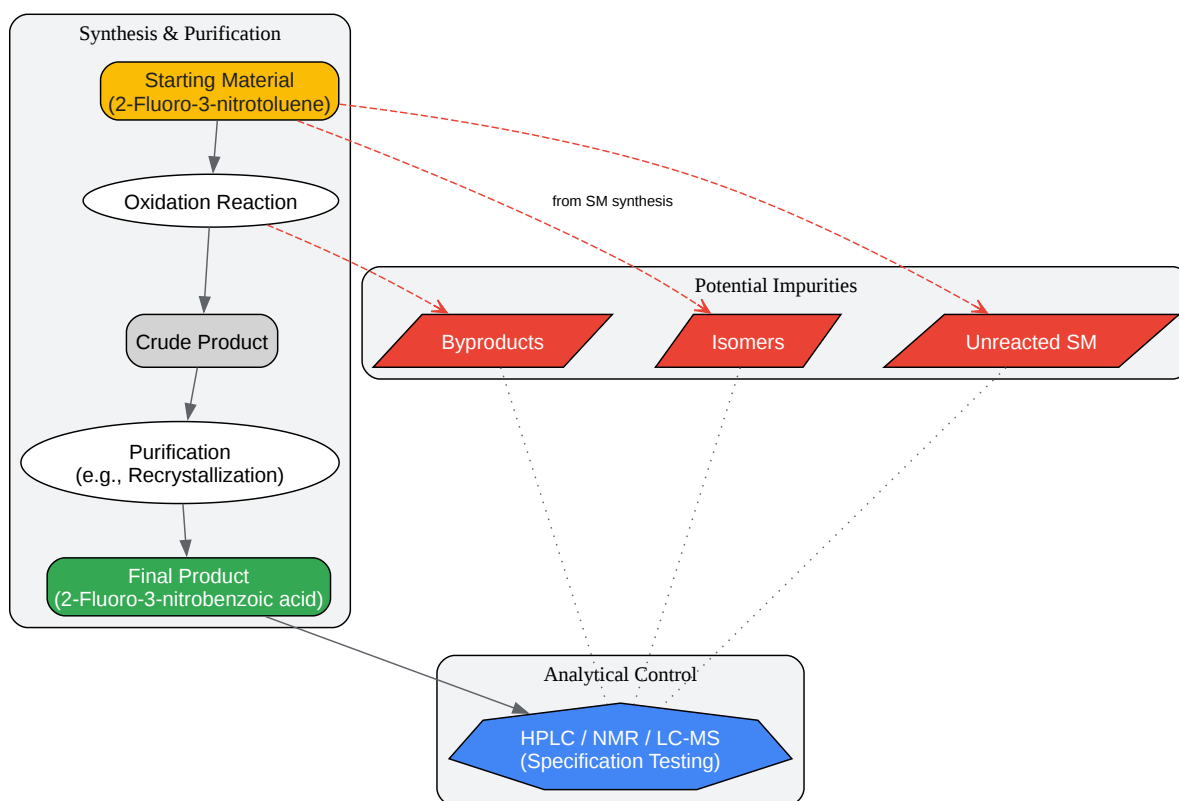 Synthesis & Purification
Starting Material
(2-Fluoro-3-nitrotoluene)
Oxidation Reaction
from SM synthesis
Potential Impurities
Crude Product
Byproducts
Isomers
Unreacted SM
Purification
(e.g., Recrystallization)
Final Product
(2-Fluoro-3-nitrobenzoic acid)
Analytical Control
HPLC / NMR / LC-MS
(Specification Testing)